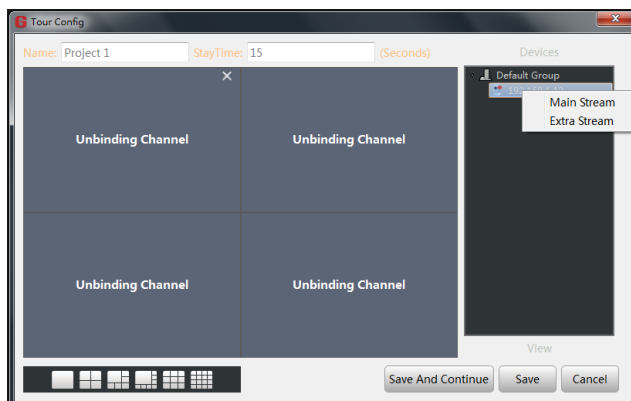 G Tour Config
Name: Project 1 StayTime: 15 (Seconds) Devices
Default Group
Main Stream
Extra Stream
Unbinding Channel Unbinding Channel
Unbinding Channel Unbinding Channel
View
Save And Continue Save Cancel